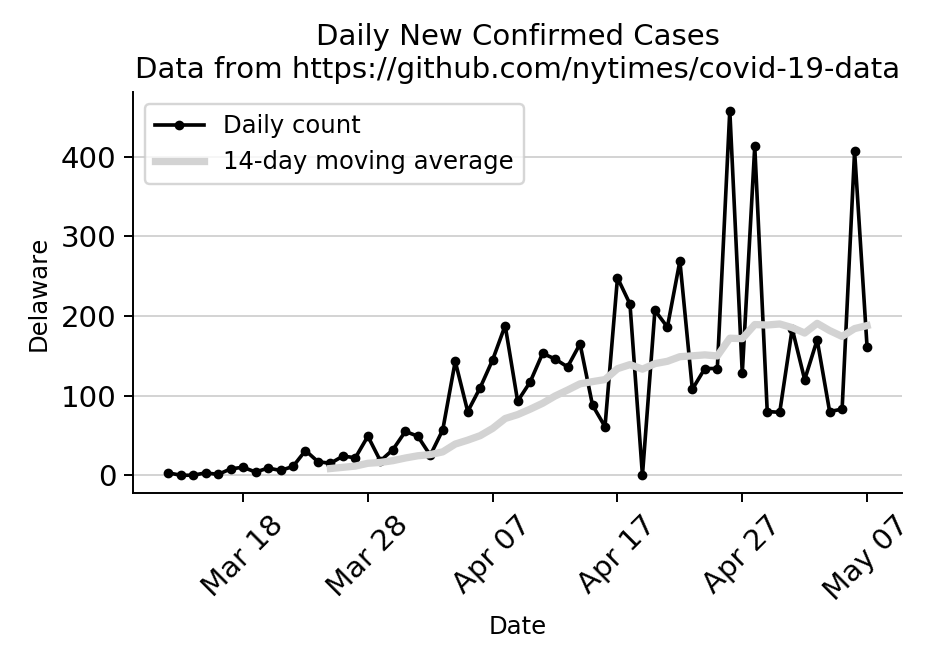 Daily New Confirmed Cases
Data from https://github.com/nytimes/covid-19-data
Daily count
14-day moving average
400
300
200
100
0
Delaware
Mar 18
Mar 28
Apr 07
Apr 17
Apr 27
May 07
Date